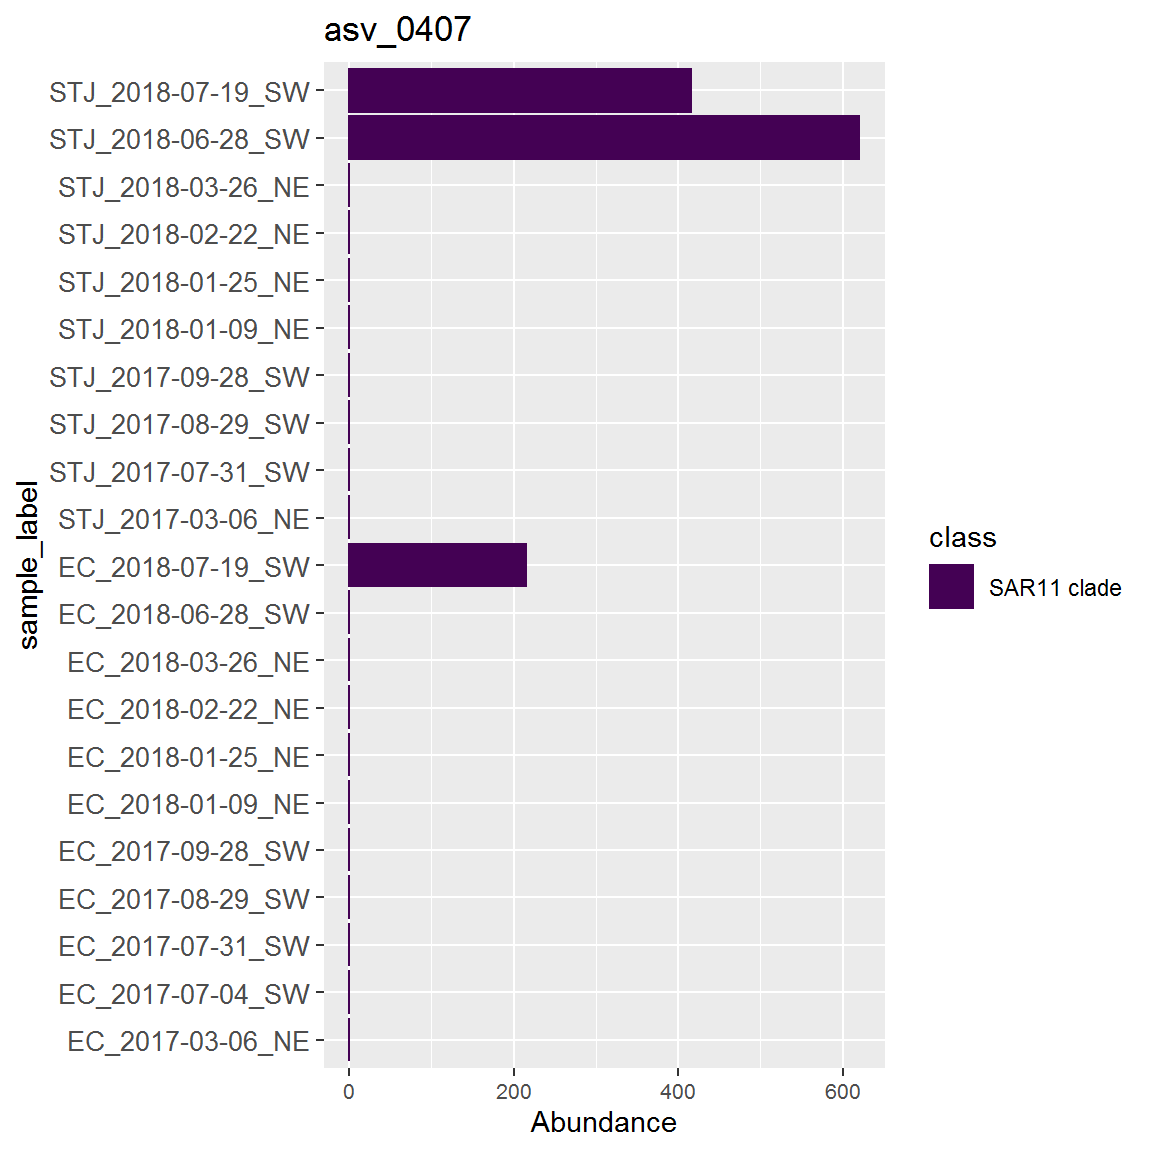 asv_0407
STJ_2018-07-19_SW
STJ_2018-06-28_SW
STJ_2018-03-26_NE
STJ_2018-02-22_NE
STJ_2018-01-25_NE
STJ_2018-01-09_NE
STJ_2017-09-28_SW
STJ_2017-08-29_SW
STJ_2017-07-31_SW
STJ_2017-03-06_NE
EC_2018-07-19_SW
EC_2018-06-28_SW
EC_2018-03-26_NE
EC_2018-02-22_NE
EC_2018-01-25_NE
EC_2018-01-09_NE
EC_2017-09-28_SW
EC_2017-08-29_SW
EC_2017-07-31_SW
EC_2017-07-04_SW
EC_2017-03-06_NE
sample_label
0 200 400 600
Abundance
class
SAR11 clade